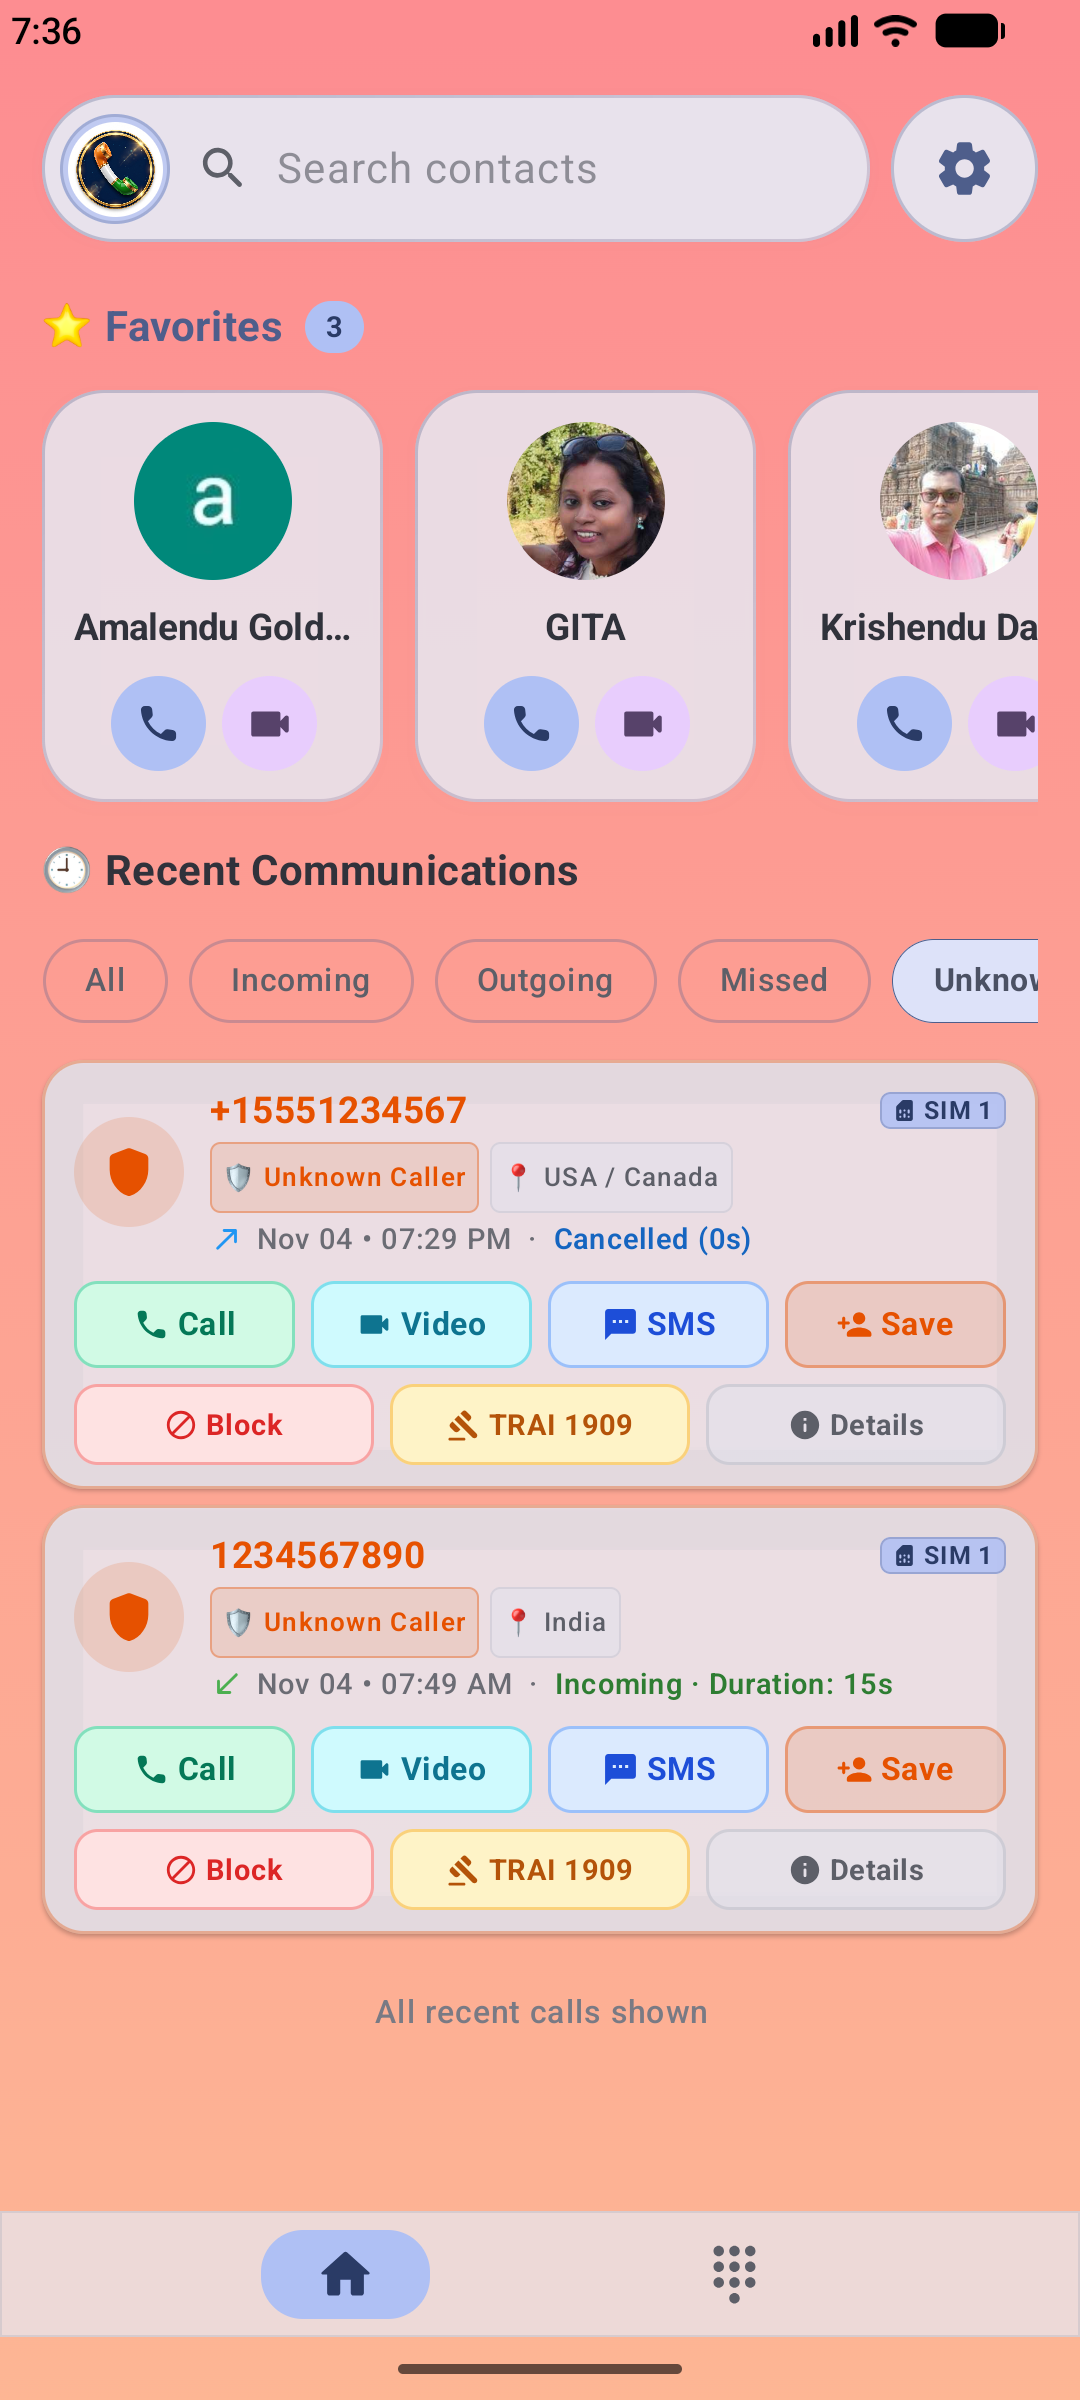 7:36
Search contacts
Favorites 3
a
Amalendu Gold...
GITA
Krishendu Da
Recent Communications
All Incoming Outgoing Missed Unknow
+15551234567 SIM 1
Unknown Caller USA / Canada
Nov 04 • 07:29 PM · Cancelled (0s)
Call Video SMS Save
Block TRAI 1909 Details
1234567890 SIM 1
Unknown Caller India
Nov 04 • 07:49 AM · Incoming · Duration: 15s
Call Video SMS Save
Block TRAI 1909 Details
All recent calls shown